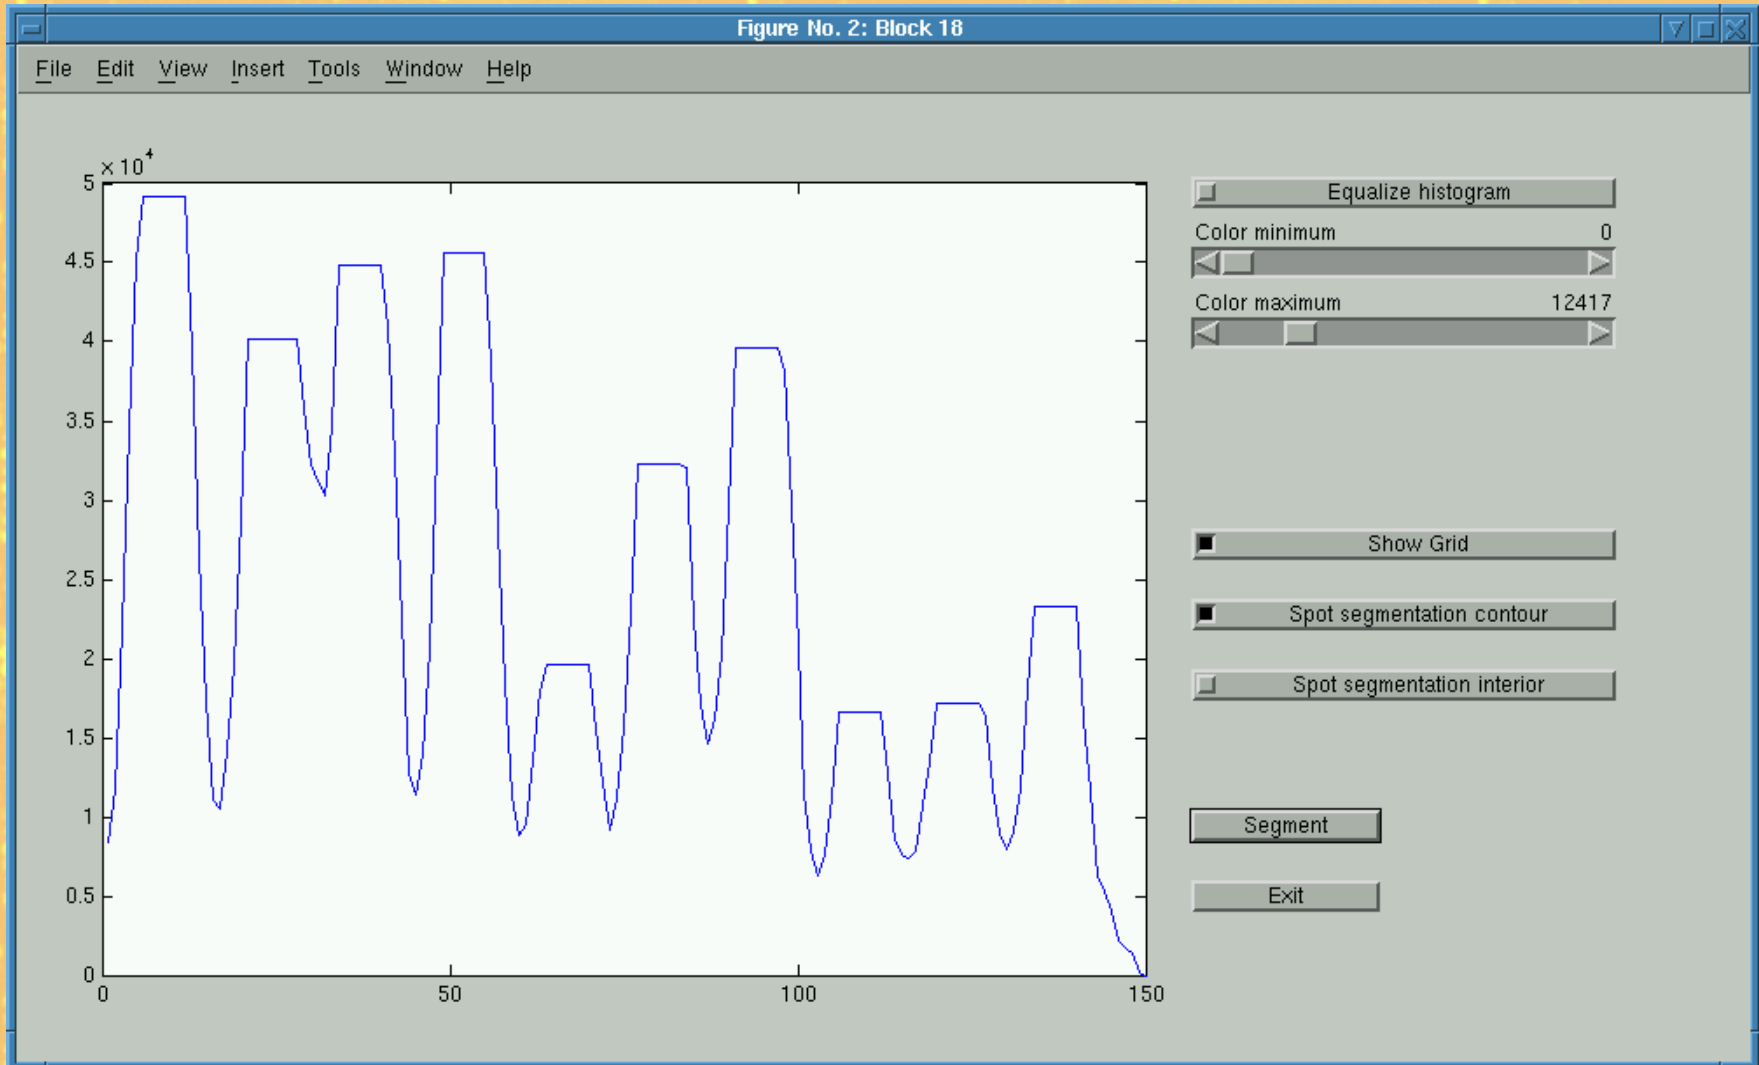 Figure No. 2: Block 18
File Edit View Insert Tools Window Help
× 10^4
5
4.5
4
3.5
3
2.5
2
1.5
1
0.5
0
0 50 100 150
Equalize histogram
Color minimum 0
Color maximum 12417
Show Grid
Spot segmentation contour
Spot segmentation interior
Segment
Exit